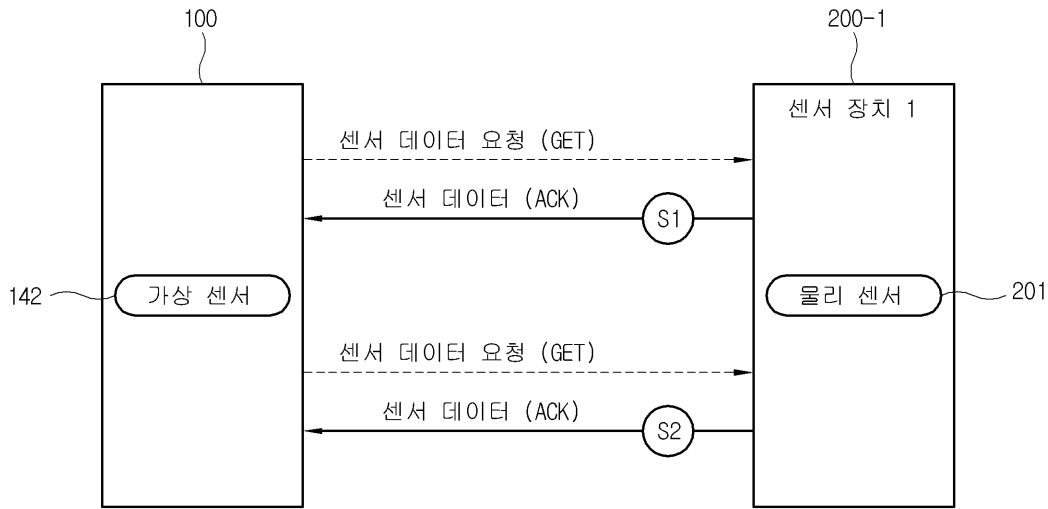 100
200-1
센서 장치 1
센서 데이터 요청 (GET)
센서 데이터 (ACK)
S1
142
가상 센서
물리 센서
201
센서 데이터 요청 (GET)
센서 데이터 (ACK)
S2